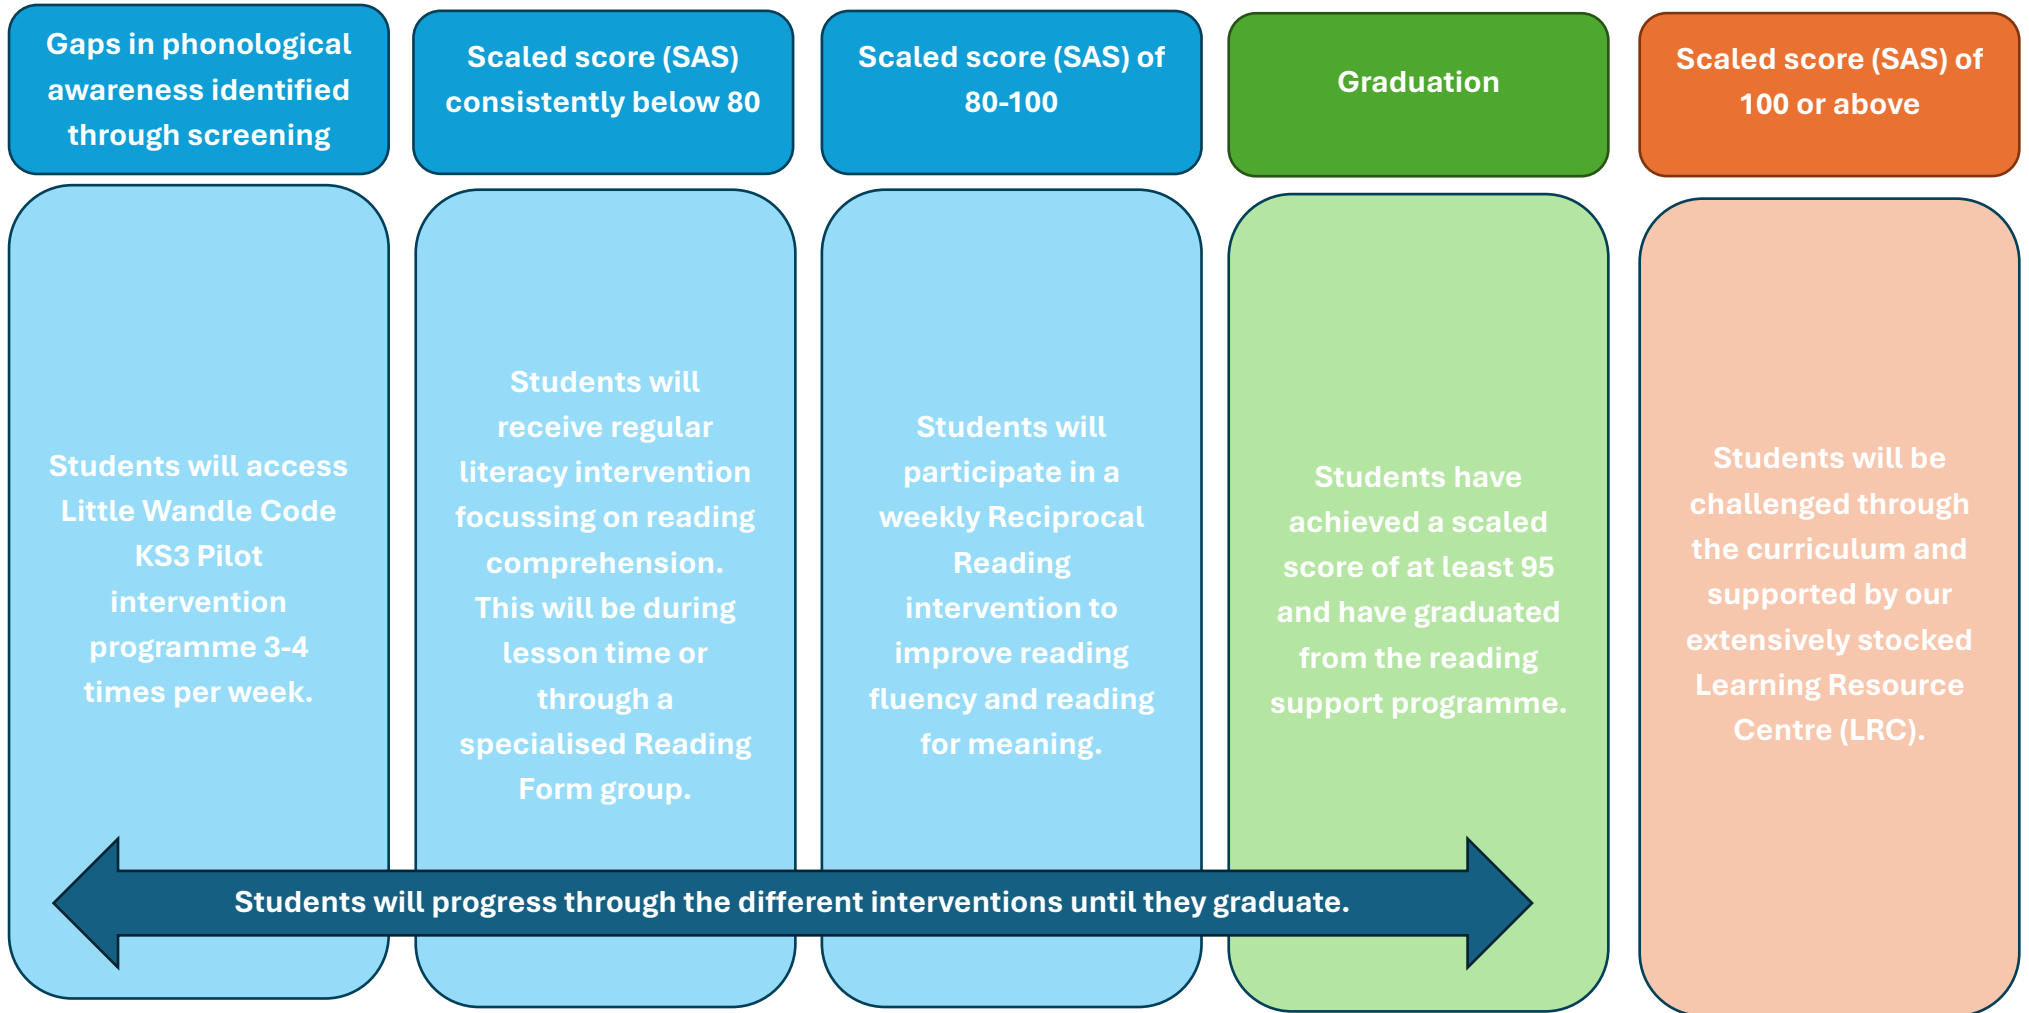 Gaps in phonological
awareness identified
through screening
Students will access
Little Wandle Code
KS3 Pilot
intervention
programme 3-4
times per week.
Scaled score (SAS)
consistently below 80
Students will
receive regular
literacy intervention
focussing on reading
comprehension.
This will be during
lesson time or
through a
specialised Reading
Form group.
Scaled score (SAS) of
80-100
Students will
participate in a
weekly Reciprocal
Reading
intervention to
improve reading
fluency and reading
for meaning.
Graduation
Students have
achieved a scaled
score of at least 95
and have graduated
from the reading
support programme.
Scaled score (SAS) of
100 or above
Students will be
challenged through
the curriculum and
supported by our
extensively stocked
Learning Resource
Centre (LRC).
Students will progress through the different interventions until they graduate.